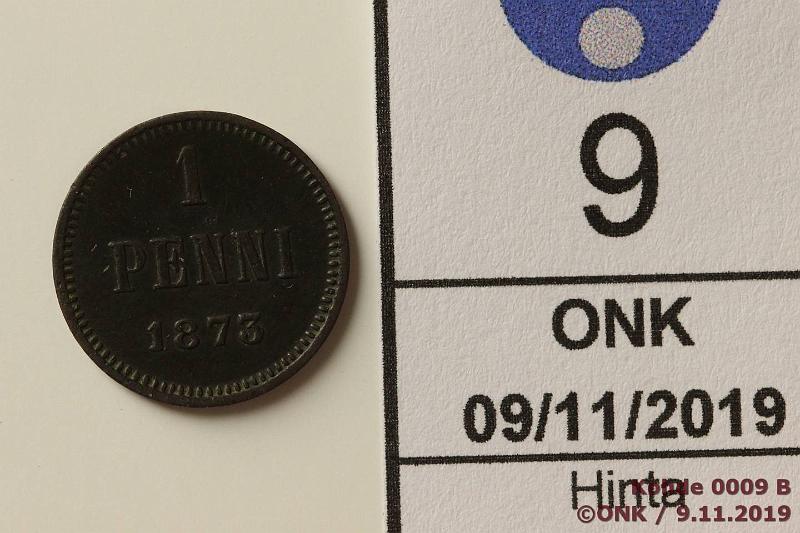 1
PENNI
1873
9
ONK
09/11/2019
Hinta
Kohde 0009 B
©ONK / 9.11.2019